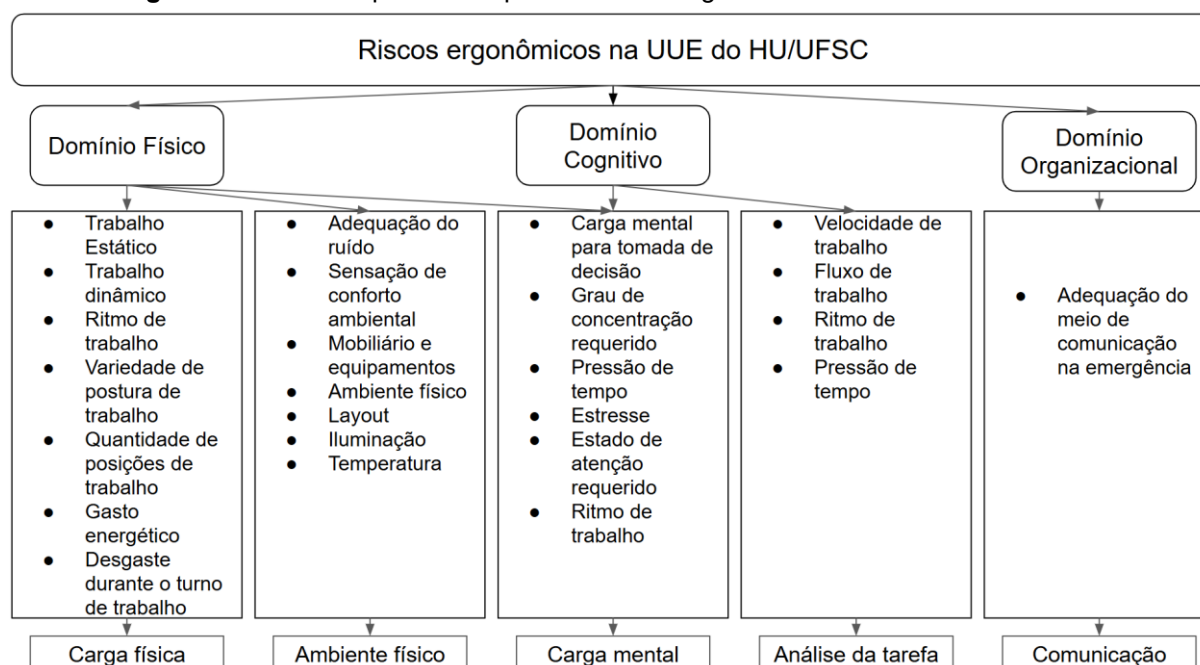 Riscos ergonômicos na UUE do HU/UFSC
Domínio Físico
Domínio
Cognitivo
Domínio
Organizacional
● Trabalho
Estático
● Trabalho
dinâmico
● Ritmo de
trabalho
● Variedade de
postura de
trabalho
● Quantidade de
posições de
trabalho
● Gasto
energético
● Desgaste
durante o turno
de trabalho
● Adequação do
ruído
● Sensação de
conforto
ambiental
● Mobiliário e
equipamentos
● Ambiente físico
● Layout
● Iluminação
● Temperatura
● Carga mental
para tomada de
decisão
● Grau de
concentração
requerido
● Pressão de
tempo
● Estresse
● Estado de
atenção
requerido
● Ritmo de
trabalho
● Velocidade de
trabalho
● Fluxo de
trabalho
● Ritmo de
trabalho
● Pressão de
tempo
● Adequação do
meio de
comunicação
na emergência
Carga física
Ambiente físico
Carga mental
Análise da tarefa
Comunicação